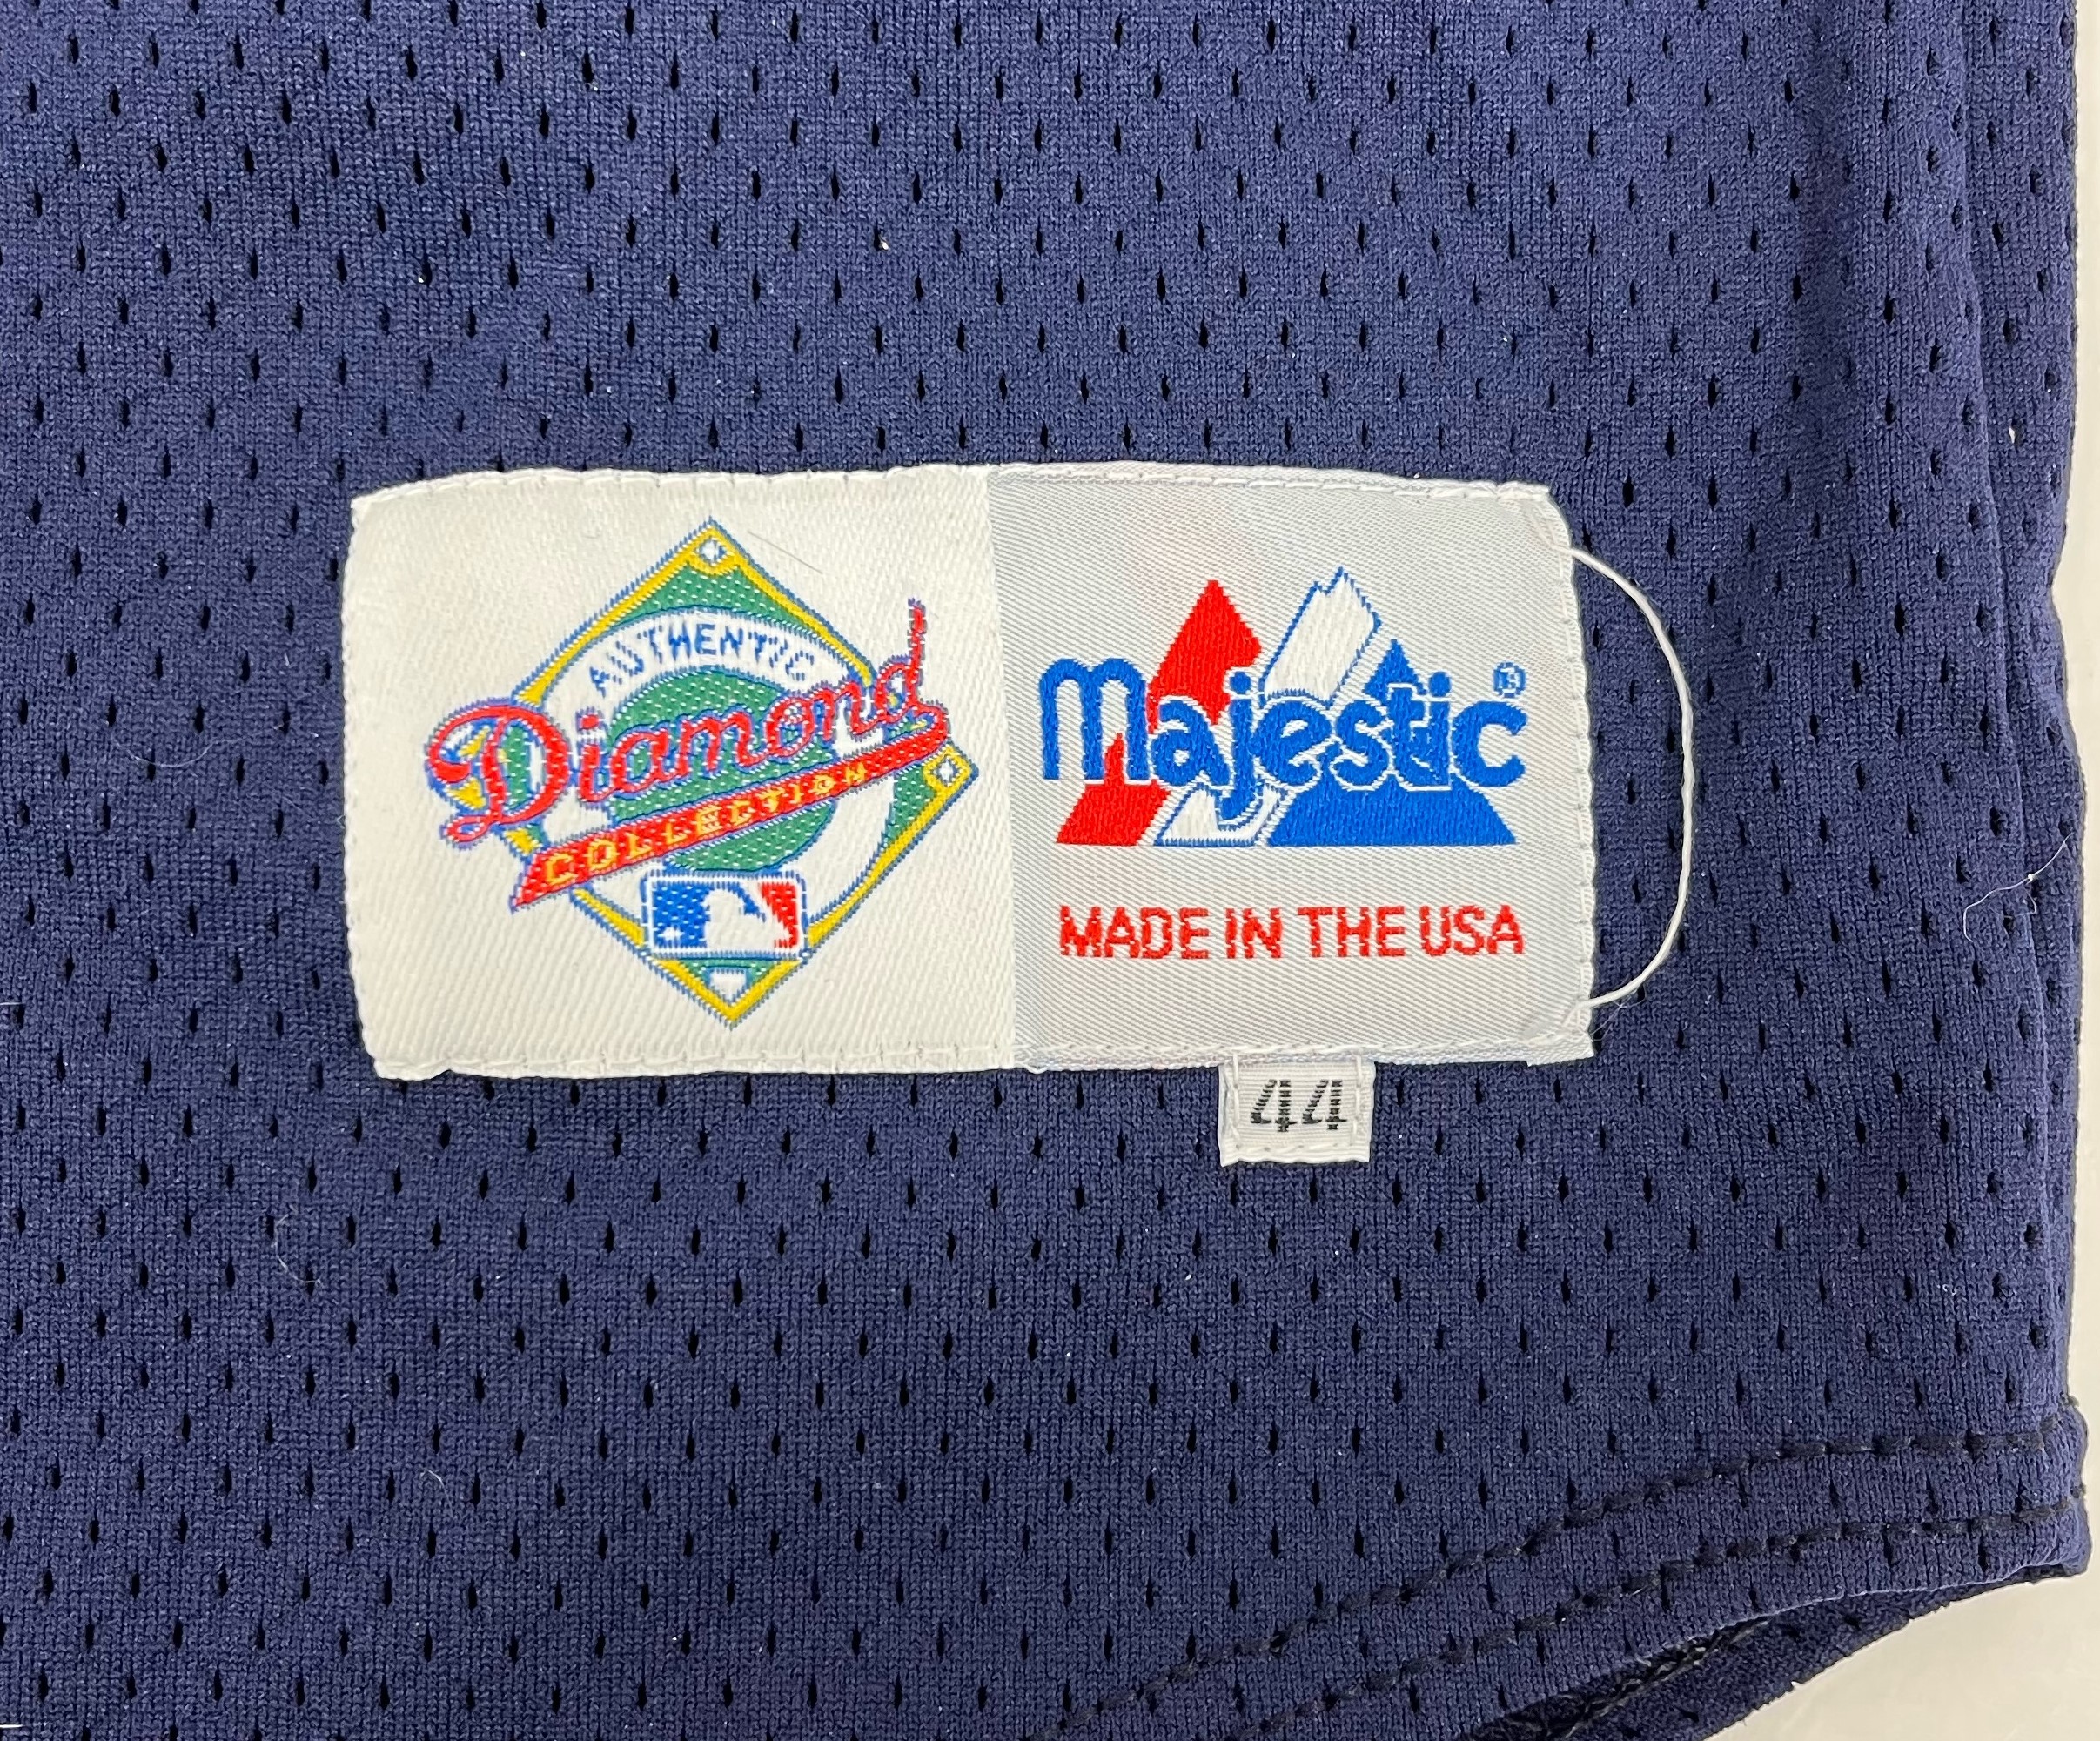 AUTHENTIC
Diamond
COLLECTION
Majestic®
MADE IN THE USA
44